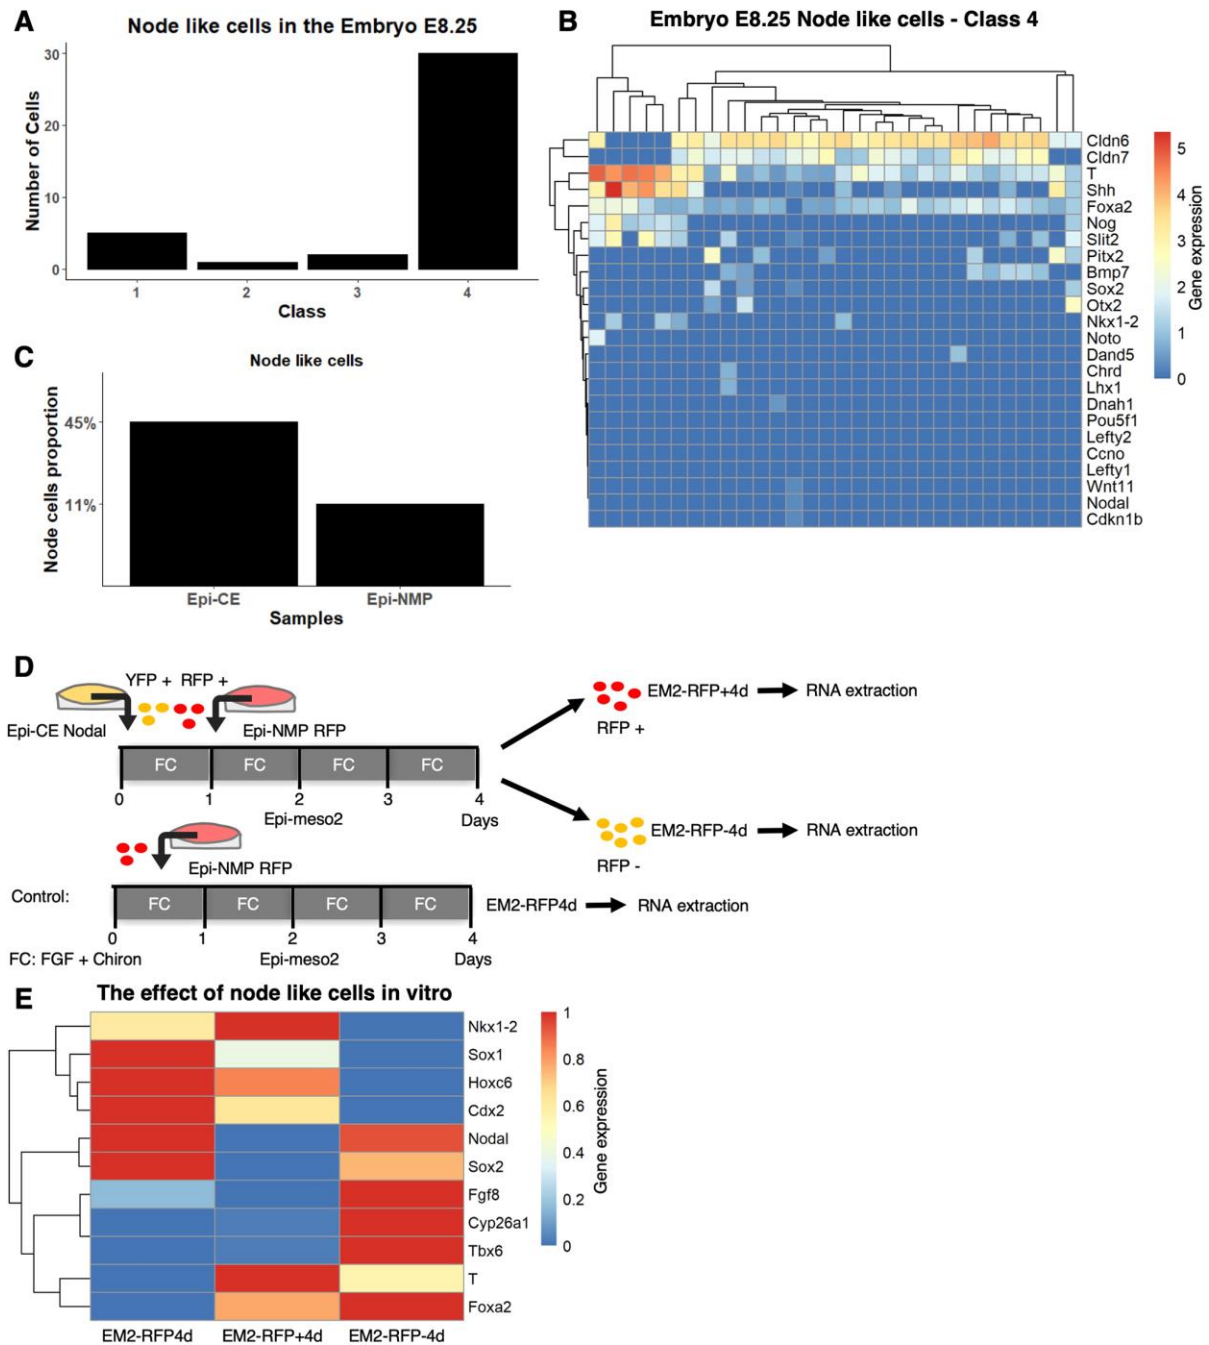 A
Node like cells in the Embryo E8.25
Number of Cells
30
20
10
0
1 2 3 4
Class
B
Embryo E8.25 Node like cells - Class 4
Cldn6
Cldn7
T
Shh
Foxa2
Nog
Slit2
Pitx2
Bmp7
Sox2
Otx2
Nkx1-2
Noto
Dand5
Chrd
Lhx1
Dnah1
Pou5f1
Lefty2
Ccno
Lefty1
Wnt11
Nodal
Cdkn1b
5
4
3
2
1
0
Gene expression
C
Node like cells
Node cells proportion
45%
11%
Epi-CE Epi-NMP
Samples
D
YFP + RFP +
Epi-CE Nodal
Epi-NMP RFP
FC FC FC FC
0 1 2 3 4
Epi-meso2
Days
EM2-RFP+4d
RNA extraction
RFP +
EM2-RFP-4d
RNA extraction
RFP -
Epi-NMP RFP
Control:
FC FC FC FC
EM2-RFP4d
RNA extraction
0 1 2 3 4
FC: FGF + Chiron
Epi-meso2
Days
E
The effect of node like cells in vitro
Nkx1-2
Sox1
Hoxc6
Cdx2
Nodal
Sox2
Fgf8
Cyp26a1
Tbx6
T
Foxa2
EM2-RFP4d EM2-RFP+4d EM2-RFP-4d
1
0.8
0.6
0.4
0.2
0
Gene expression